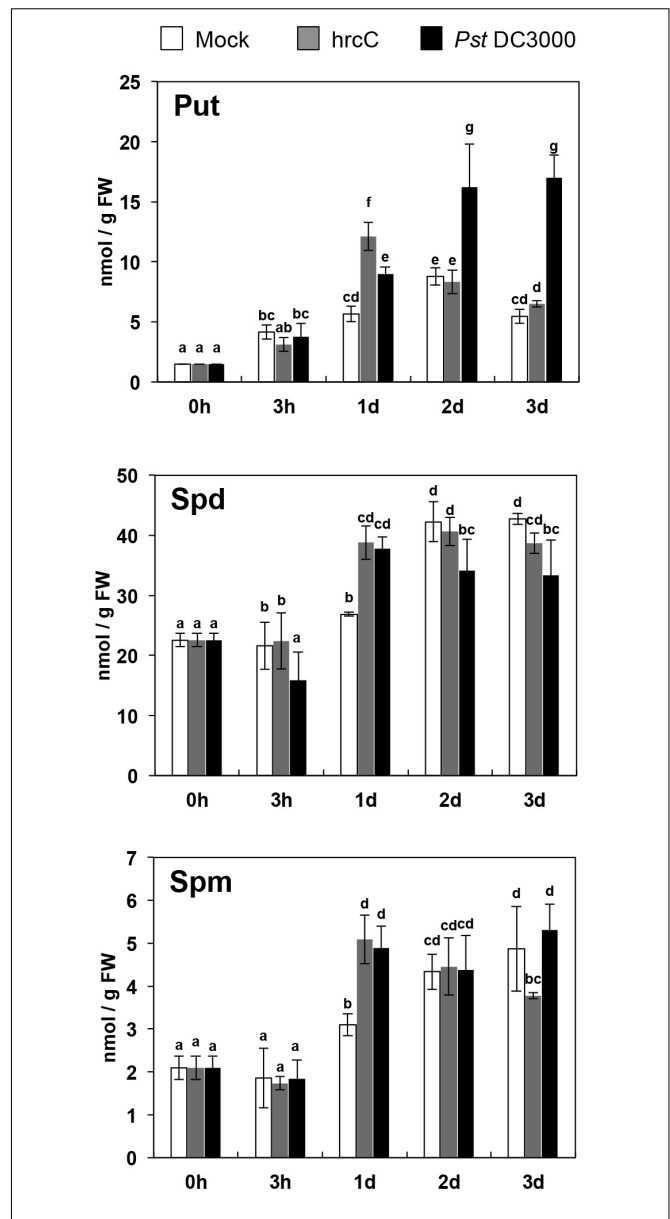 Mock hrcC Pst DC3000
Put
25
20
15
10
5
0
nmol / g FW
a a a
bc ab bc
cd f e
e e g
cd d g
0h 3h 1d 2d 3d
Spd
50
40
30
20
10
0
nmol / g FW
a a a
b b a
b cd cd
d d bc
d cd bc
0h 3h 1d 2d 3d
Spm
7
6
5
4
3
2
1
0
nmol / g FW
a a a
a a a
b d d
cd cd cd
d bc d
0h 3h 1d 2d 3d